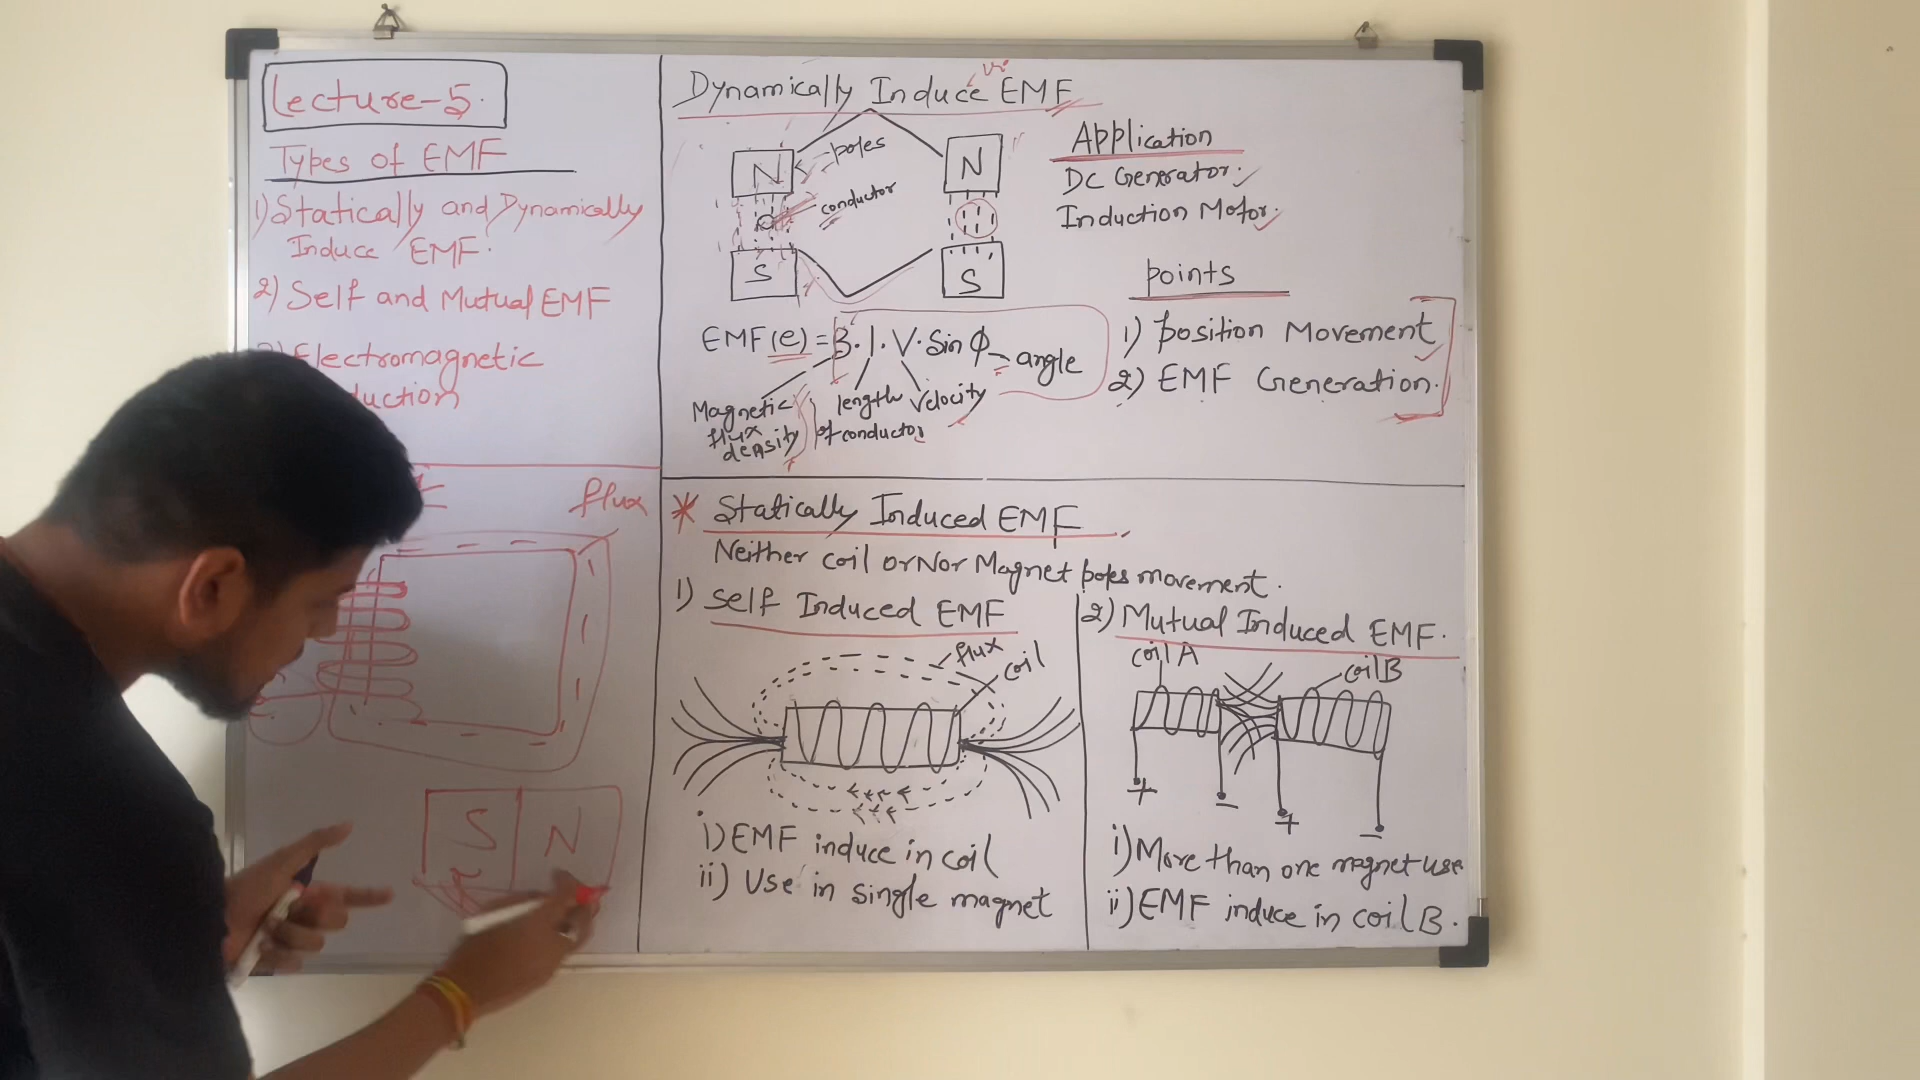 Lecture-5.
Types of EMF
1) Statically and Dynamically
Induce EMF.
2) Self and Mutual EMF
Electromagnetic
uction
flux
S N
Dynamically Induce EMF
N
poles
conductor
S
N
S
Application
DC Generator.
Induction Motor.
points
1) position Movement
2) EMF Generation.
EMF (e) = B.l.V.Sin ϕ
angle
Magnetic
flux
density
length
of conductor
Velocity
* Statically Induced EMF
Neither coil or Nor Magnet poles movement.
1) Self Induced EMF
flux
coil
i) EMF induce in coil
ii) Use in single magnet
2) Mutual Induced EMF.
coil A
coil B
+ -
+ -
i) More than one magnet use
ii) EMF induce in coil B.